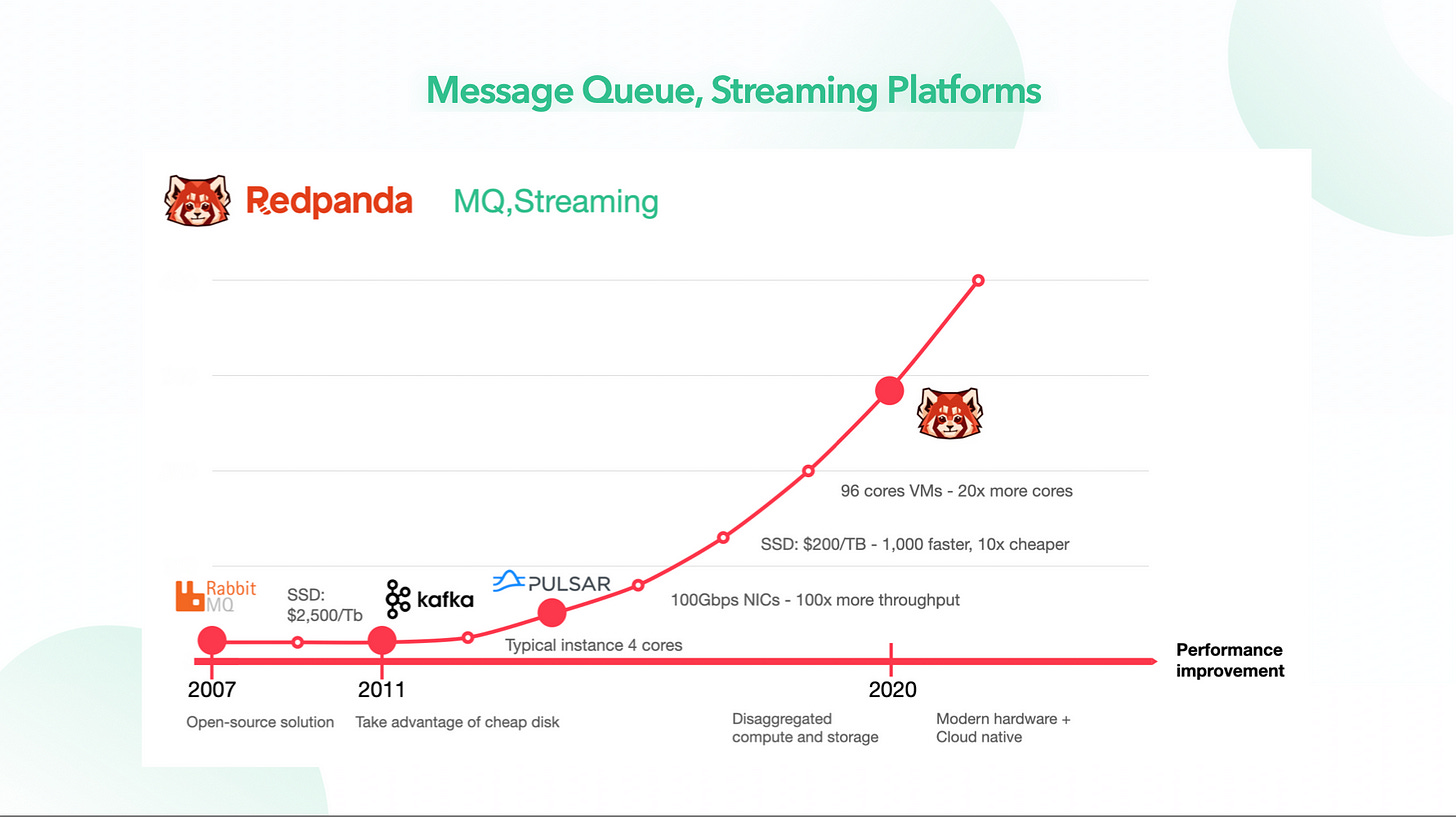 Message Queue, Streaming Platforms
Redpanda
MQ,Streaming
96 cores VMs - 20x more cores
SSD: $200/TB - 1,000 faster, 10x cheaper
PULSAR
100Gbps NICs - 100x more throughput
Rabbit
MQ
SSD:
$2,500/Tb
kafka
Typical instance 4 cores
Performance
improvement
2007
2011
2020
Open-source solution
Take advantage of cheap disk
Disaggregated
compute and storage
Modern hardware +
Cloud native